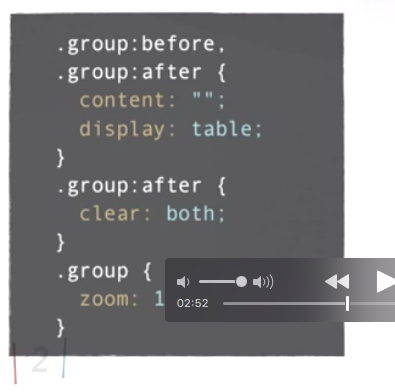 .group:before,
.group:after {
content: "";
display: table;
}
.group:after {
clear: both;
}
.group {
zoom: 1
}
02:52
2